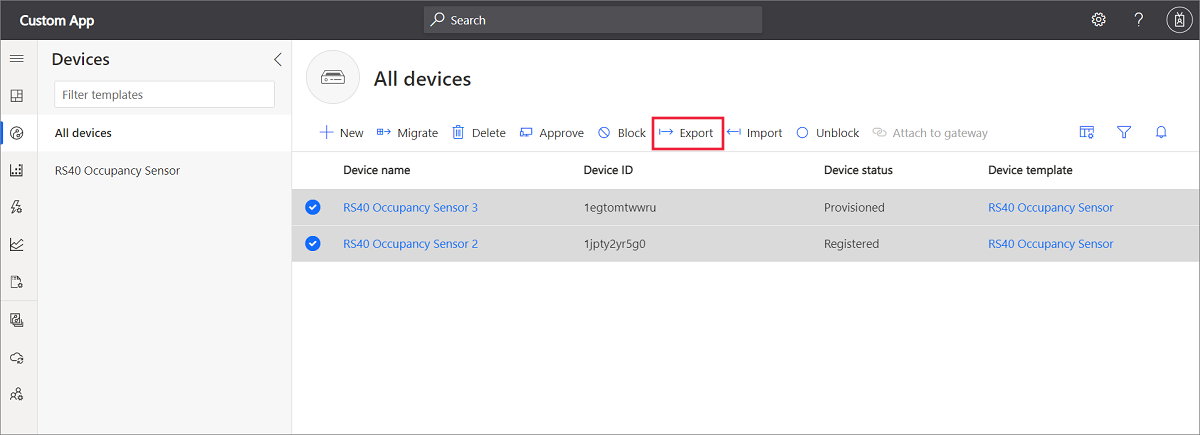 Custom App
Search
?
Devices
Filter templates
All devices
RS40 Occupancy Sensor
All devices
New Migrate Delete Approve Block Export Import Unblock Attach to gateway
Device name Device ID Device status Device template
RS40 Occupancy Sensor 3 1egtomtwwru Provisioned RS40 Occupancy Sensor
RS40 Occupancy Sensor 2 1jpty2yr5g0 Registered RS40 Occupancy Sensor